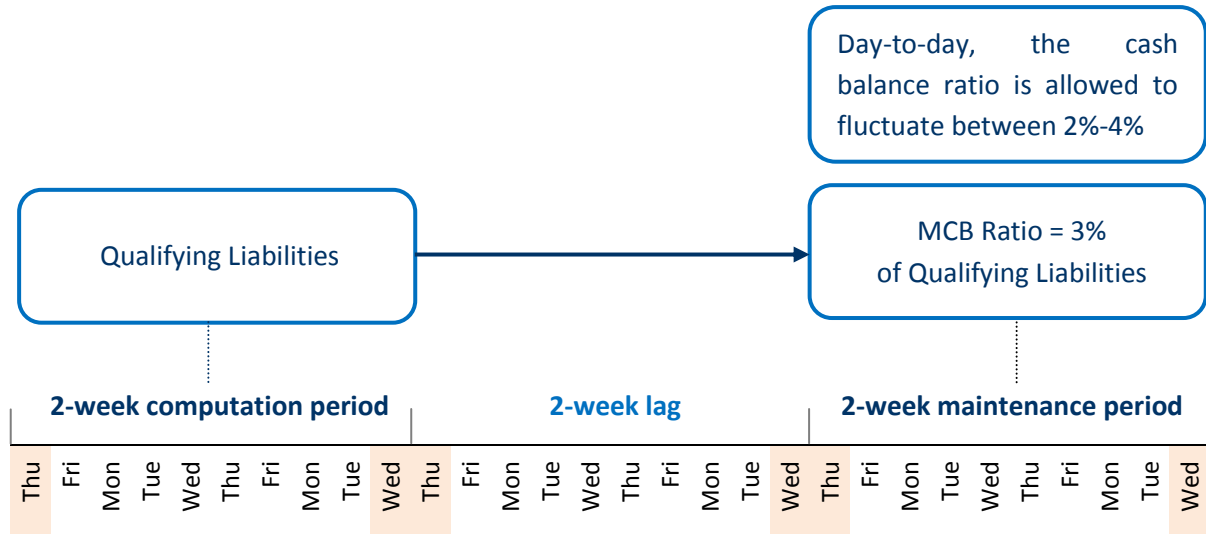 Day-to-day, the cash
balance ratio is allowed to
fluctuate between 2%-4%
Qualifying Liabilities
MCB Ratio = 3%
of Qualifying Liabilities
2-week computation period
2-week lag
2-week maintenance period
Thu Fri Mon Tue Wed Thu Fri Mon Tue Wed Thu Fri Mon Tue Wed Thu Fri Mon Tue Wed Thu Fri Mon Tue Wed Thu Fri Mon Tue Wed